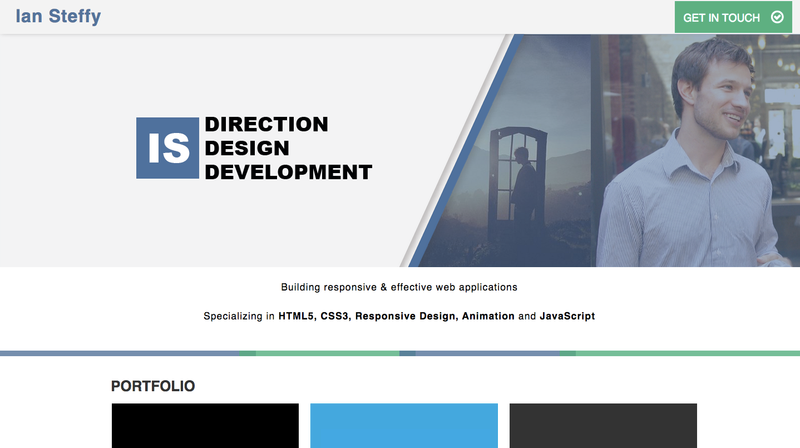 Ian Steffy
GET IN TOUCH
IS
DIRECTION
DESIGN
DEVELOPMENT
Building responsive & effective web applications
Specializing in HTML5, CSS3, Responsive Design, Animation and JavaScript
PORTFOLIO